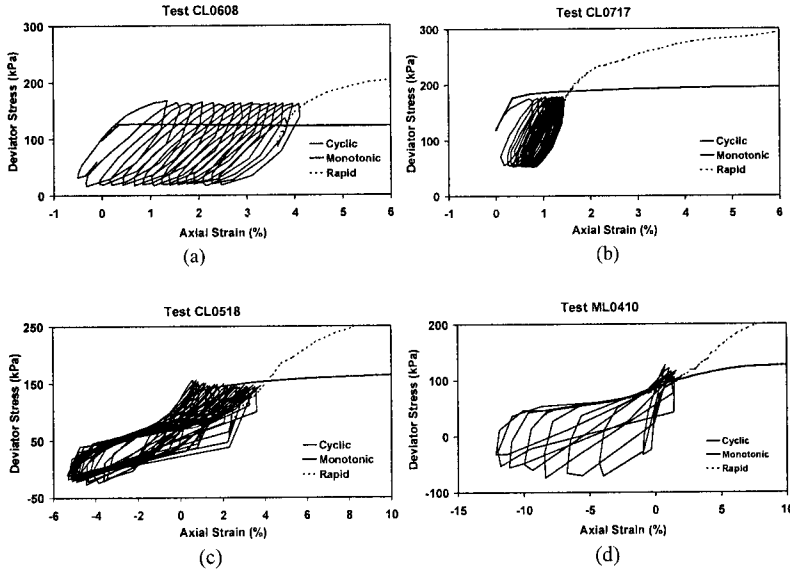 Test CL0608
300
200
100
0
Deviator Stress (kPa)
-1 0 1 2 3 4 5 6
Axial Strain (%)
Cyclic
Monotonic
Rapid
(a)
Test CL0717
300
200
100
0
Deviator Stress (kPa)
-1 0 1 2 3 4 5 6
Axial Strain (%)
Cyclic
Monotonic
Rapid
(b)
Test CL0518
250
150
50
-50
Deviator Stress (kPa)
-6 -4 -2 0 2 4 6 8 10
Axial Strain (%)
Cyclic
Monotonic
Rapid
(c)
Test ML0410
200
100
0
-100
Deviator Stress (kPa)
-15 -10 -5 0 5 10
Axial Strain (%)
Cyclic
Monotonic
Rapid
(d)